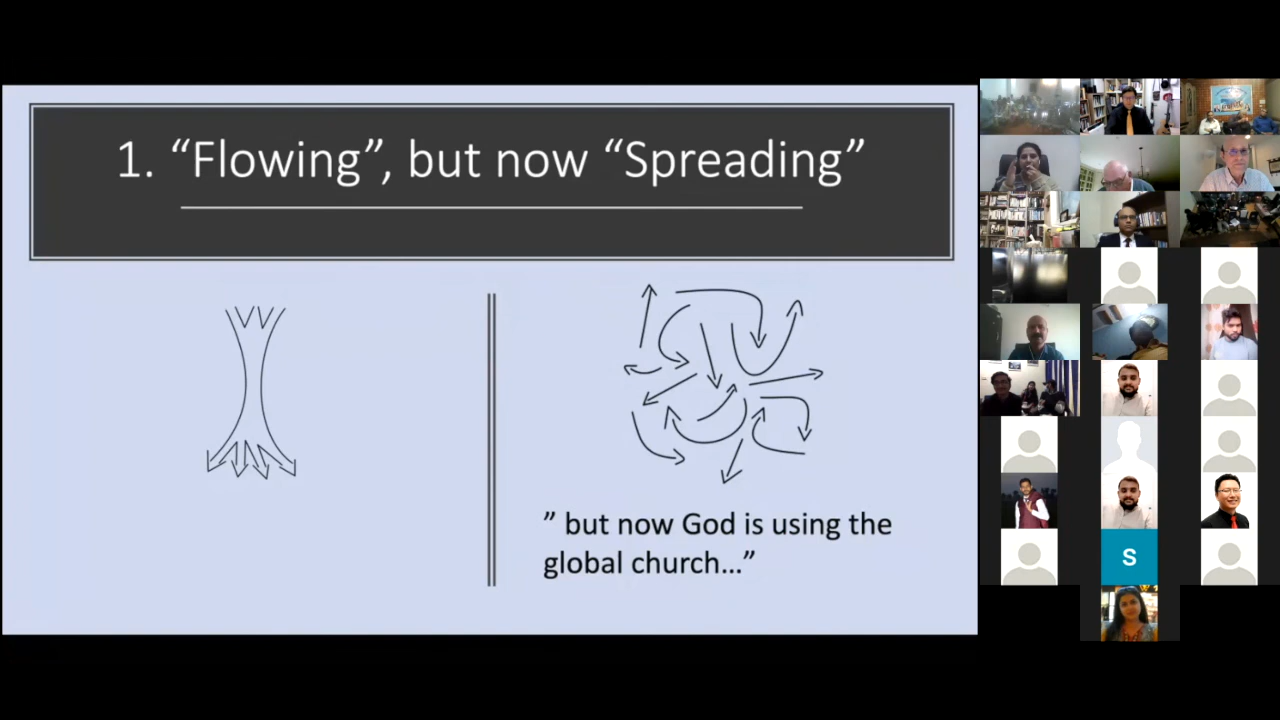 1. “Flowing”, but now “Spreading”
” but now God is using the
global church…”
S